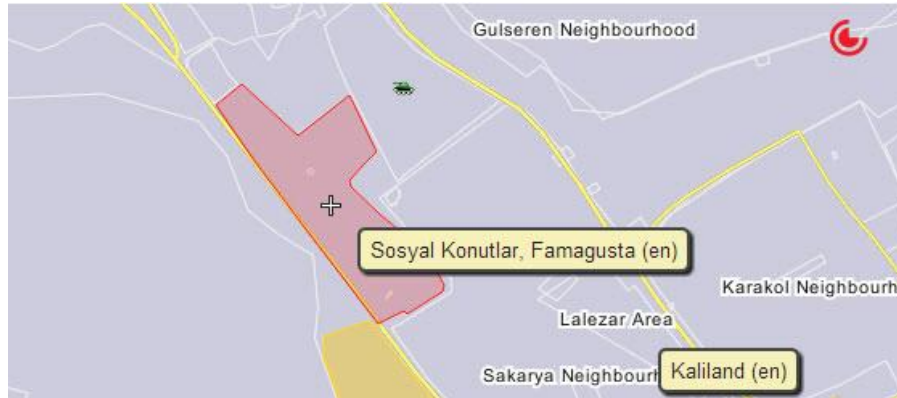 Gulseren Neighbourhood
Sosyal Konutlar, Famagusta (en)
Karakol Neighbourh
Lalezar Area
Sakarya Neighbourh
Kaliland (en)